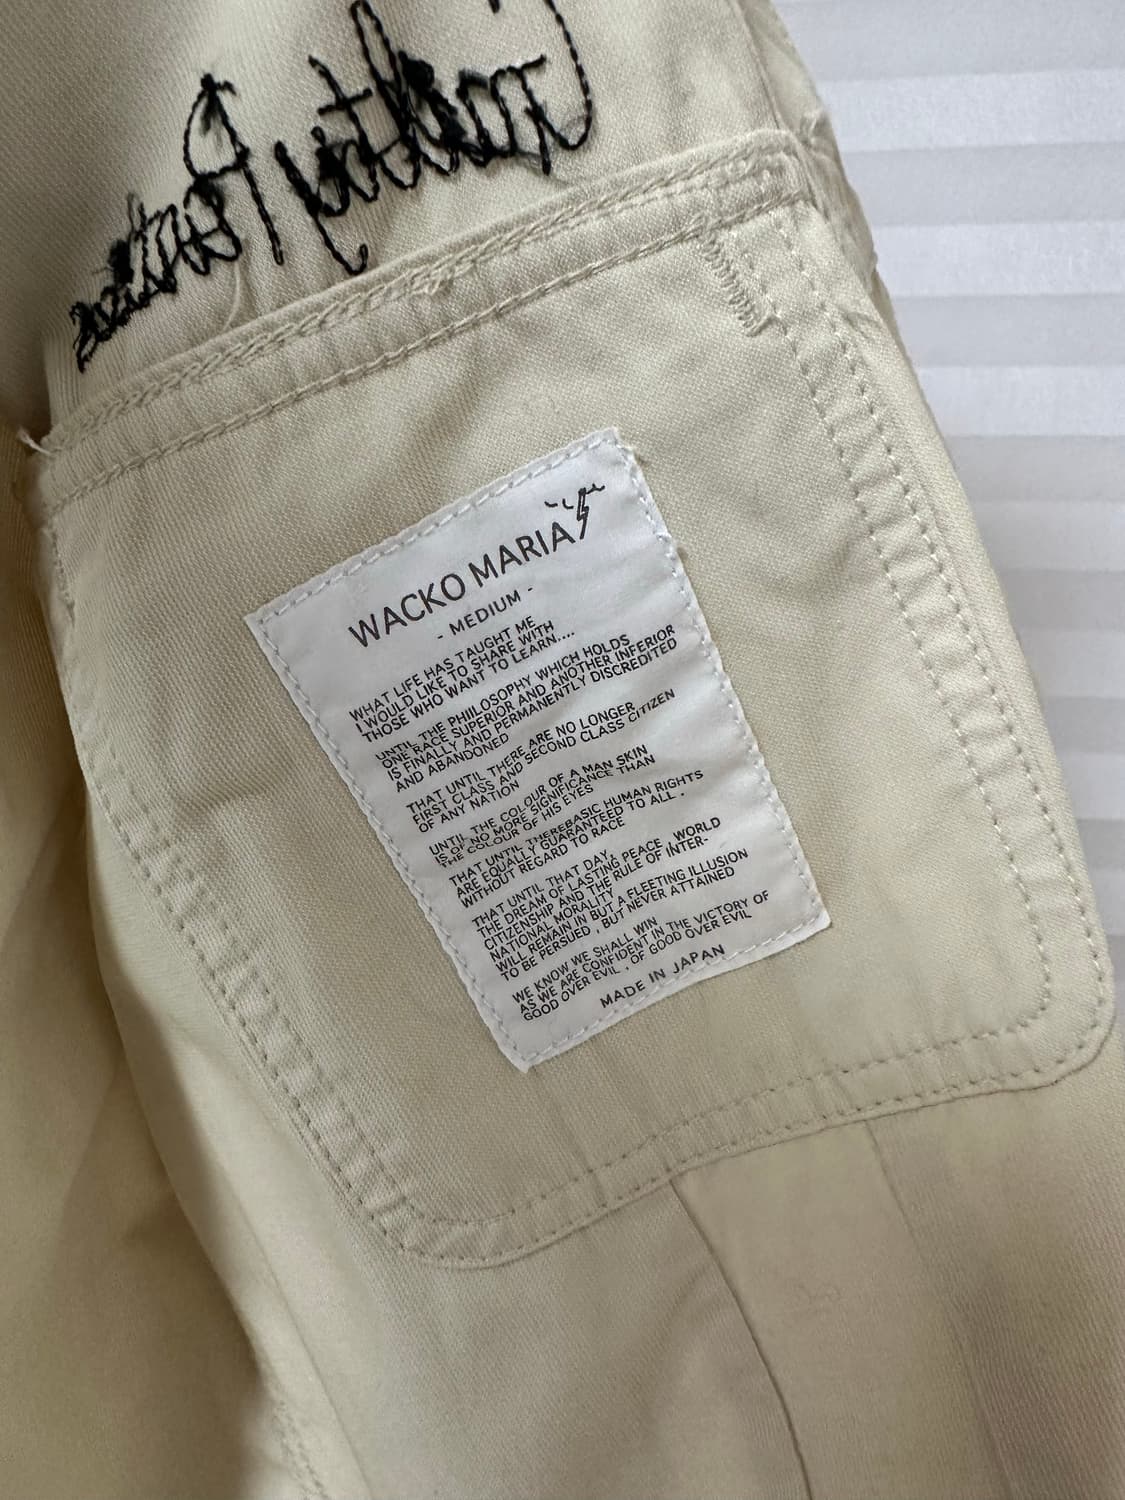 WACKO MARIA
- MEDIUM -
WHAT LIFE HAS TAUGHT ME
I WOULD LIKE TO SHARE WITH
THOSE WHO WANT TO LEARN....
UNTIL THE PHIILOSOPHY WHICH HOLDS
ONE RACE SUPERIOR AND ANOTHER INFERIOR
IS FINALLY AND PERMANENTLY DISCREDITED
AND ABANDONED
THAT UNTIL THERE ARE NO LONGER
FIRST CLASS AND SECOND CLASS CITIZEN
OF ANY NATION
UNTIL THE COLOUR OF A MAN SKIN
IS OF NO MORE SIGNIFICANCE THAN
THE COLOUR OF HIS EYES
THAT UNTIL THEREBASIC HUMAN RIGHTS
ARE EQUALLY GUARANTEED TO ALL .
WITHOUT REGARD TO RACE
THAT UNTIL THAT DAY
THE DREAM OF LASTING PEACE , WORLD
CITIZENSHIP AND THE RULE OF INTER-
NATIONAL MORALITY
WILL REMAIN IN BUT A FLEETING ILLUSION
TO BE PERSUED , BUT NEVER ATTAINED
WE KNOW WE SHALL WIN
AS WE ARE CONFIDENT IN THE VICTORY OF
GOOD OVER EVIL , OF GOOD OVER EVIL
MADE IN JAPAN